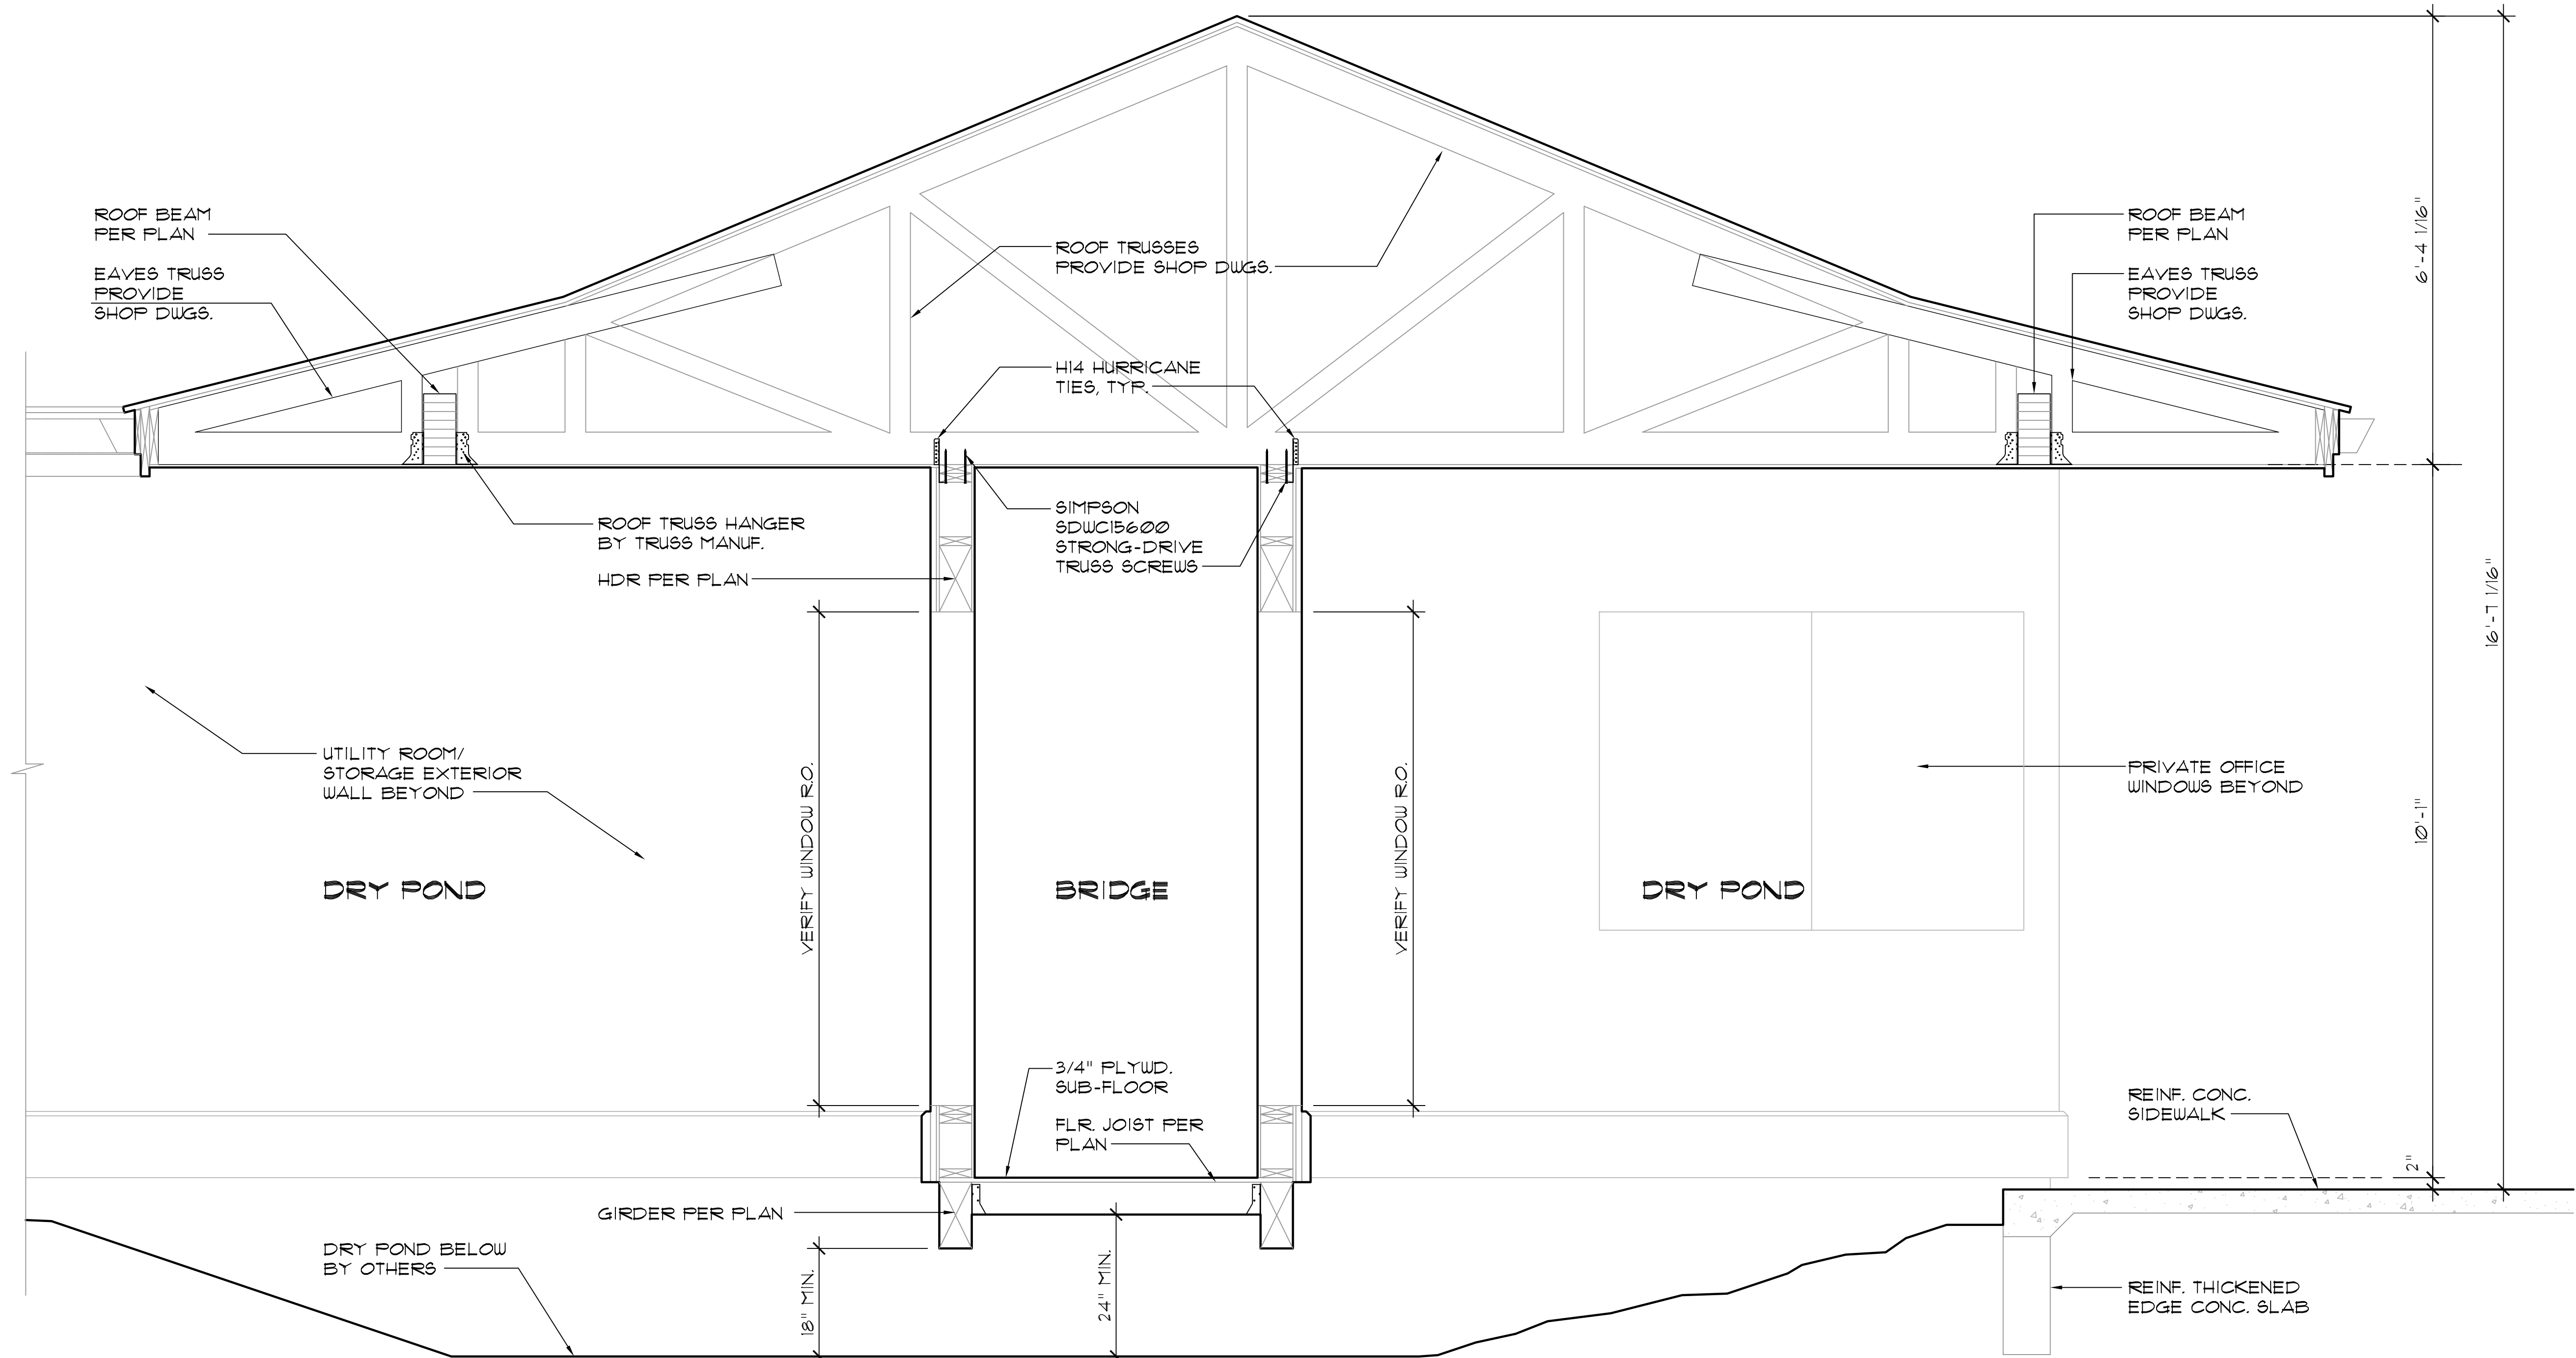 ROOF BEAM
PER PLAN
EAVES TRUSS
PROVIDE
SHOP DWGS.
ROOF TRUSSES
PROVIDE SHOP DWGS.
H14 HURRICANE
TIES, TYP.
ROOF BEAM
PER PLAN
EAVES TRUSS
PROVIDE
SHOP DWGS.
6'-4 1/16"
ROOF TRUSS HANGER
BY TRUSS MANUF.
HDR PER PLAN
SIMPSON
SDWC15600
STRONG-DRIVE
TRUSS SCREWS
16'-7 1/16"
UTILITY ROOM/
STORAGE EXTERIOR
WALL BEYOND
VERIFY WINDOW R.O.
VERIFY WINDOW R.O.
PRIVATE OFFICE
WINDOWS BEYOND
10'-1"
DRY POND
BRIDGE
DRY POND
3/4" PLYWD.
SUB-FLOOR
FLR. JOIST PER
PLAN
REINF. CONC.
SIDEWALK
2"
GIRDER PER PLAN
DRY POND BELOW
BY OTHERS
18" MIN.
24" MIN.
REINF. THICKENED
EDGE CONC. SLAB